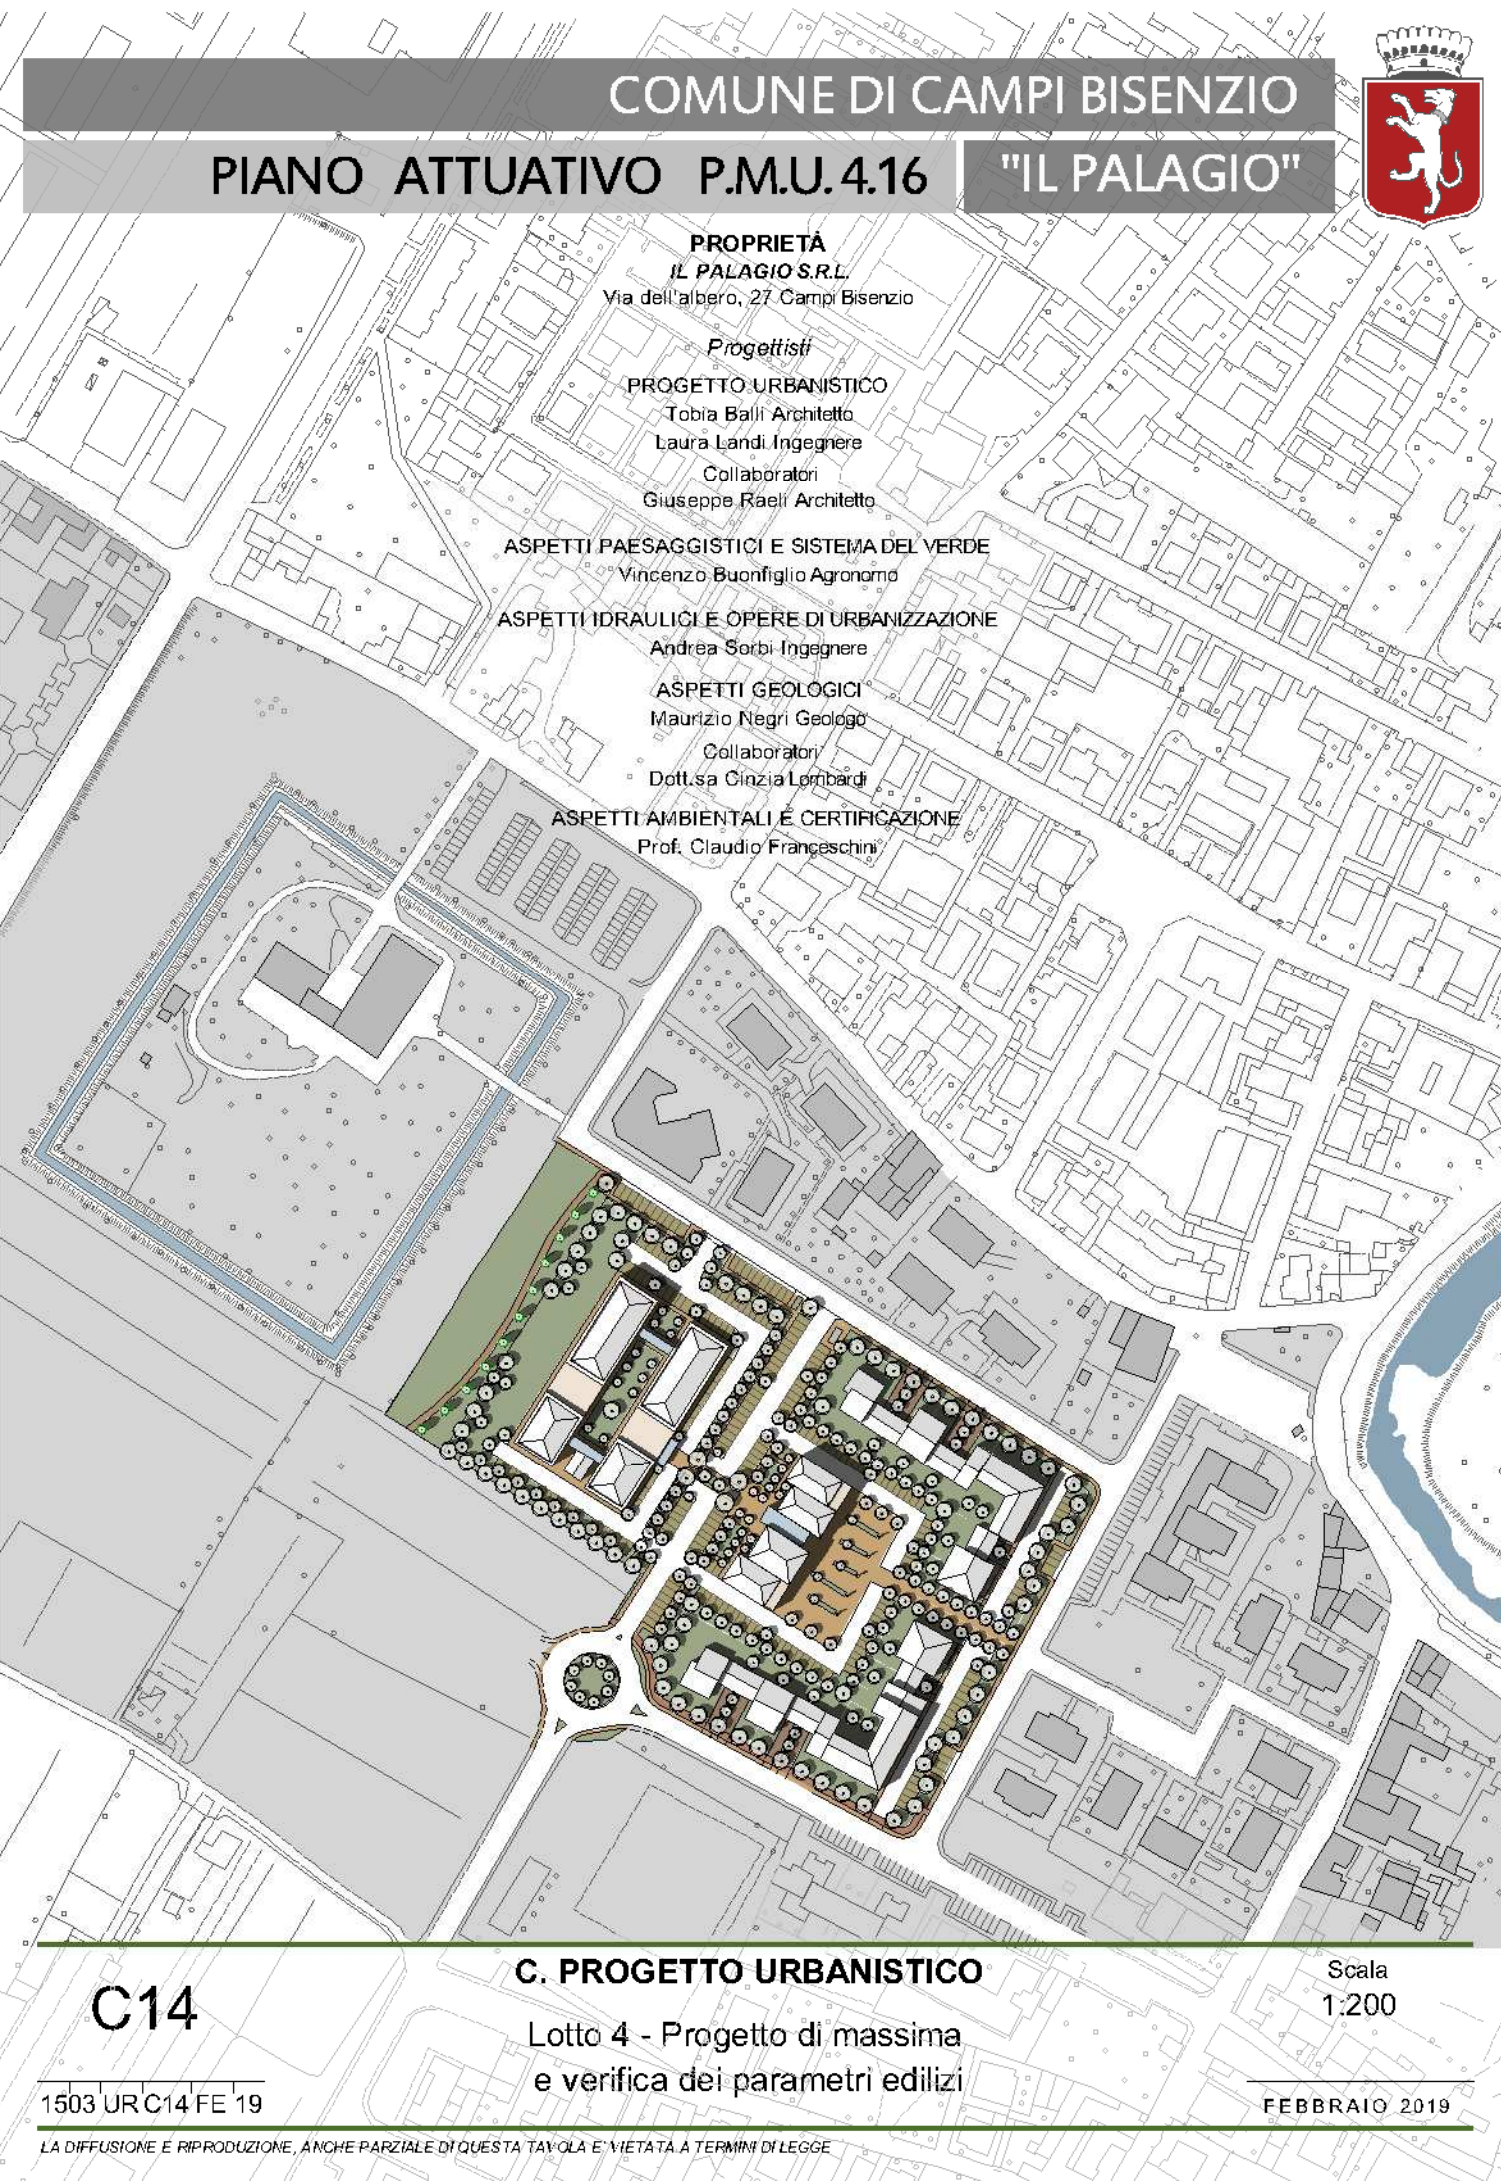 COMUNE DI CAMPI BISENZIO
PIANO ATTUATIVO P.M.U. 4.16
"IL PALAGIO"
PROPRIETÀ
IL PALAGIO S.R.L.
Via dell'albero, 27 Campi Bisenzio
Progettisti
PROGETTO URBANISTICO
Tobia Balli Architetto
Laura Landi Ingegnere
Collaboratori
Giuseppe Raeli Architetto
ASPETTI PAESAGGISTICI E SISTEMA DEL VERDE
Vincenzo Buonfiglio Agronomo
ASPETTI IDRAULICI E OPERE DI URBANIZZAZIONE
Andrea Sorbi Ingegnere
ASPETTI GEOLOGICI
Maurizio Negri Geologo
Collaboratori
Dott.sa Cinzia Lombardi
ASPETTI AMBIENTALI E CERTIFICAZIONE
Prof. Claudio Franceschini
C14
1503 UR C14 FE 19
C. PROGETTO URBANISTICO
Lotto 4 - Progetto di massima
e verifica dei parametri edilizi
Scala
1:200
FEBBRAIO 2019
LA DIFFUSIONE E RIPRODUZIONE, ANCHE PARZIALE DI QUESTA TAVOLA E' VIETATA A TERMINI DI LEGGE